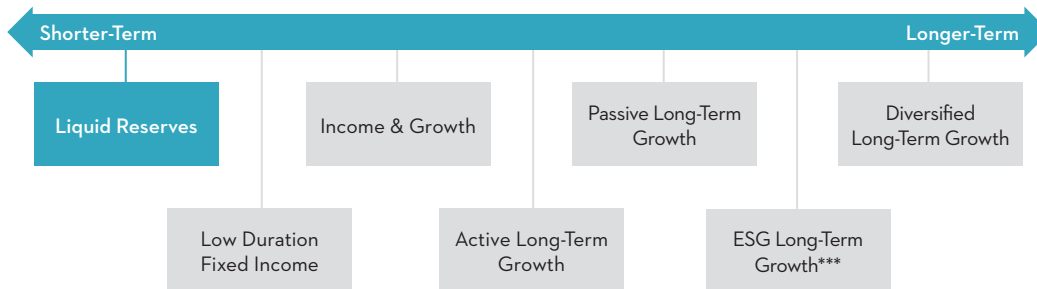 Shorter-Term
Longer-Term
Liquid Reserves
Income & Growth
Passive Long-Term
Growth
Diversified
Long-Term Growth
Low Duration
Fixed Income
Active Long-Term
Growth
ESG Long-Term
Growth***